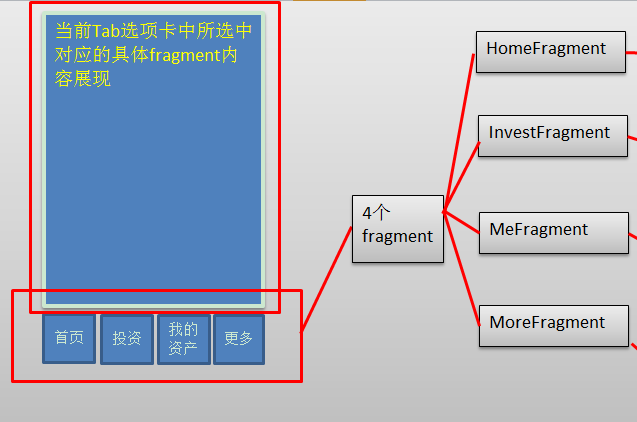 当前Tab选项卡中所选中
对应的具体fragment内
容展现
首页
投资
我的
资产
更多
4个
fragment
HomeFragment
InvestFragment
MeFragment
MoreFragment